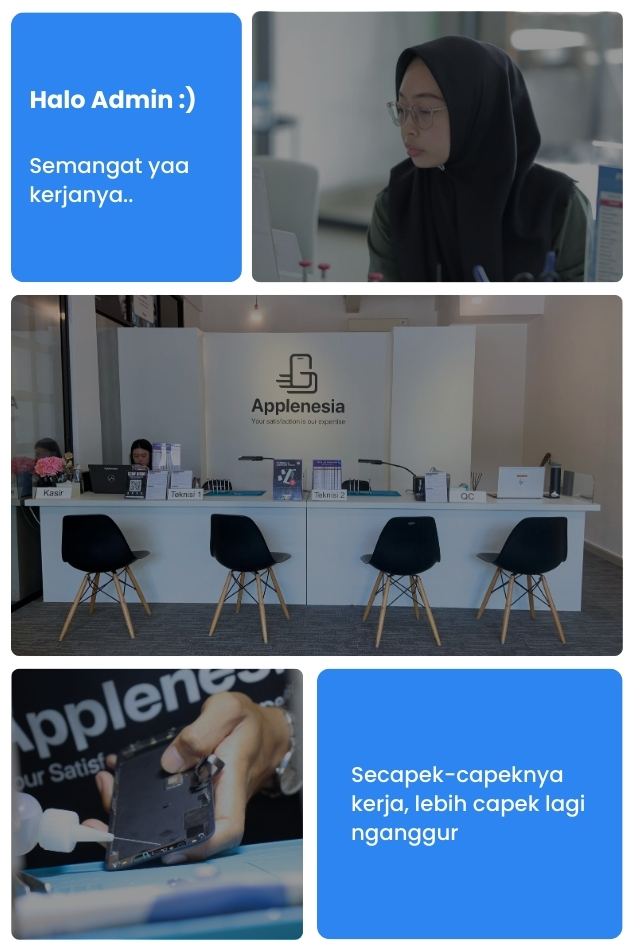 Halo Admin :)
Semangat yaa
kerjanya..
Applenesia
Your satisfaction is our expertise
Kasir
Teknisi 1
Teknisi 2
QC
Applenesi
our Satisf
Secapek-capeknya
kerja, lebih capek lagi
nganggur